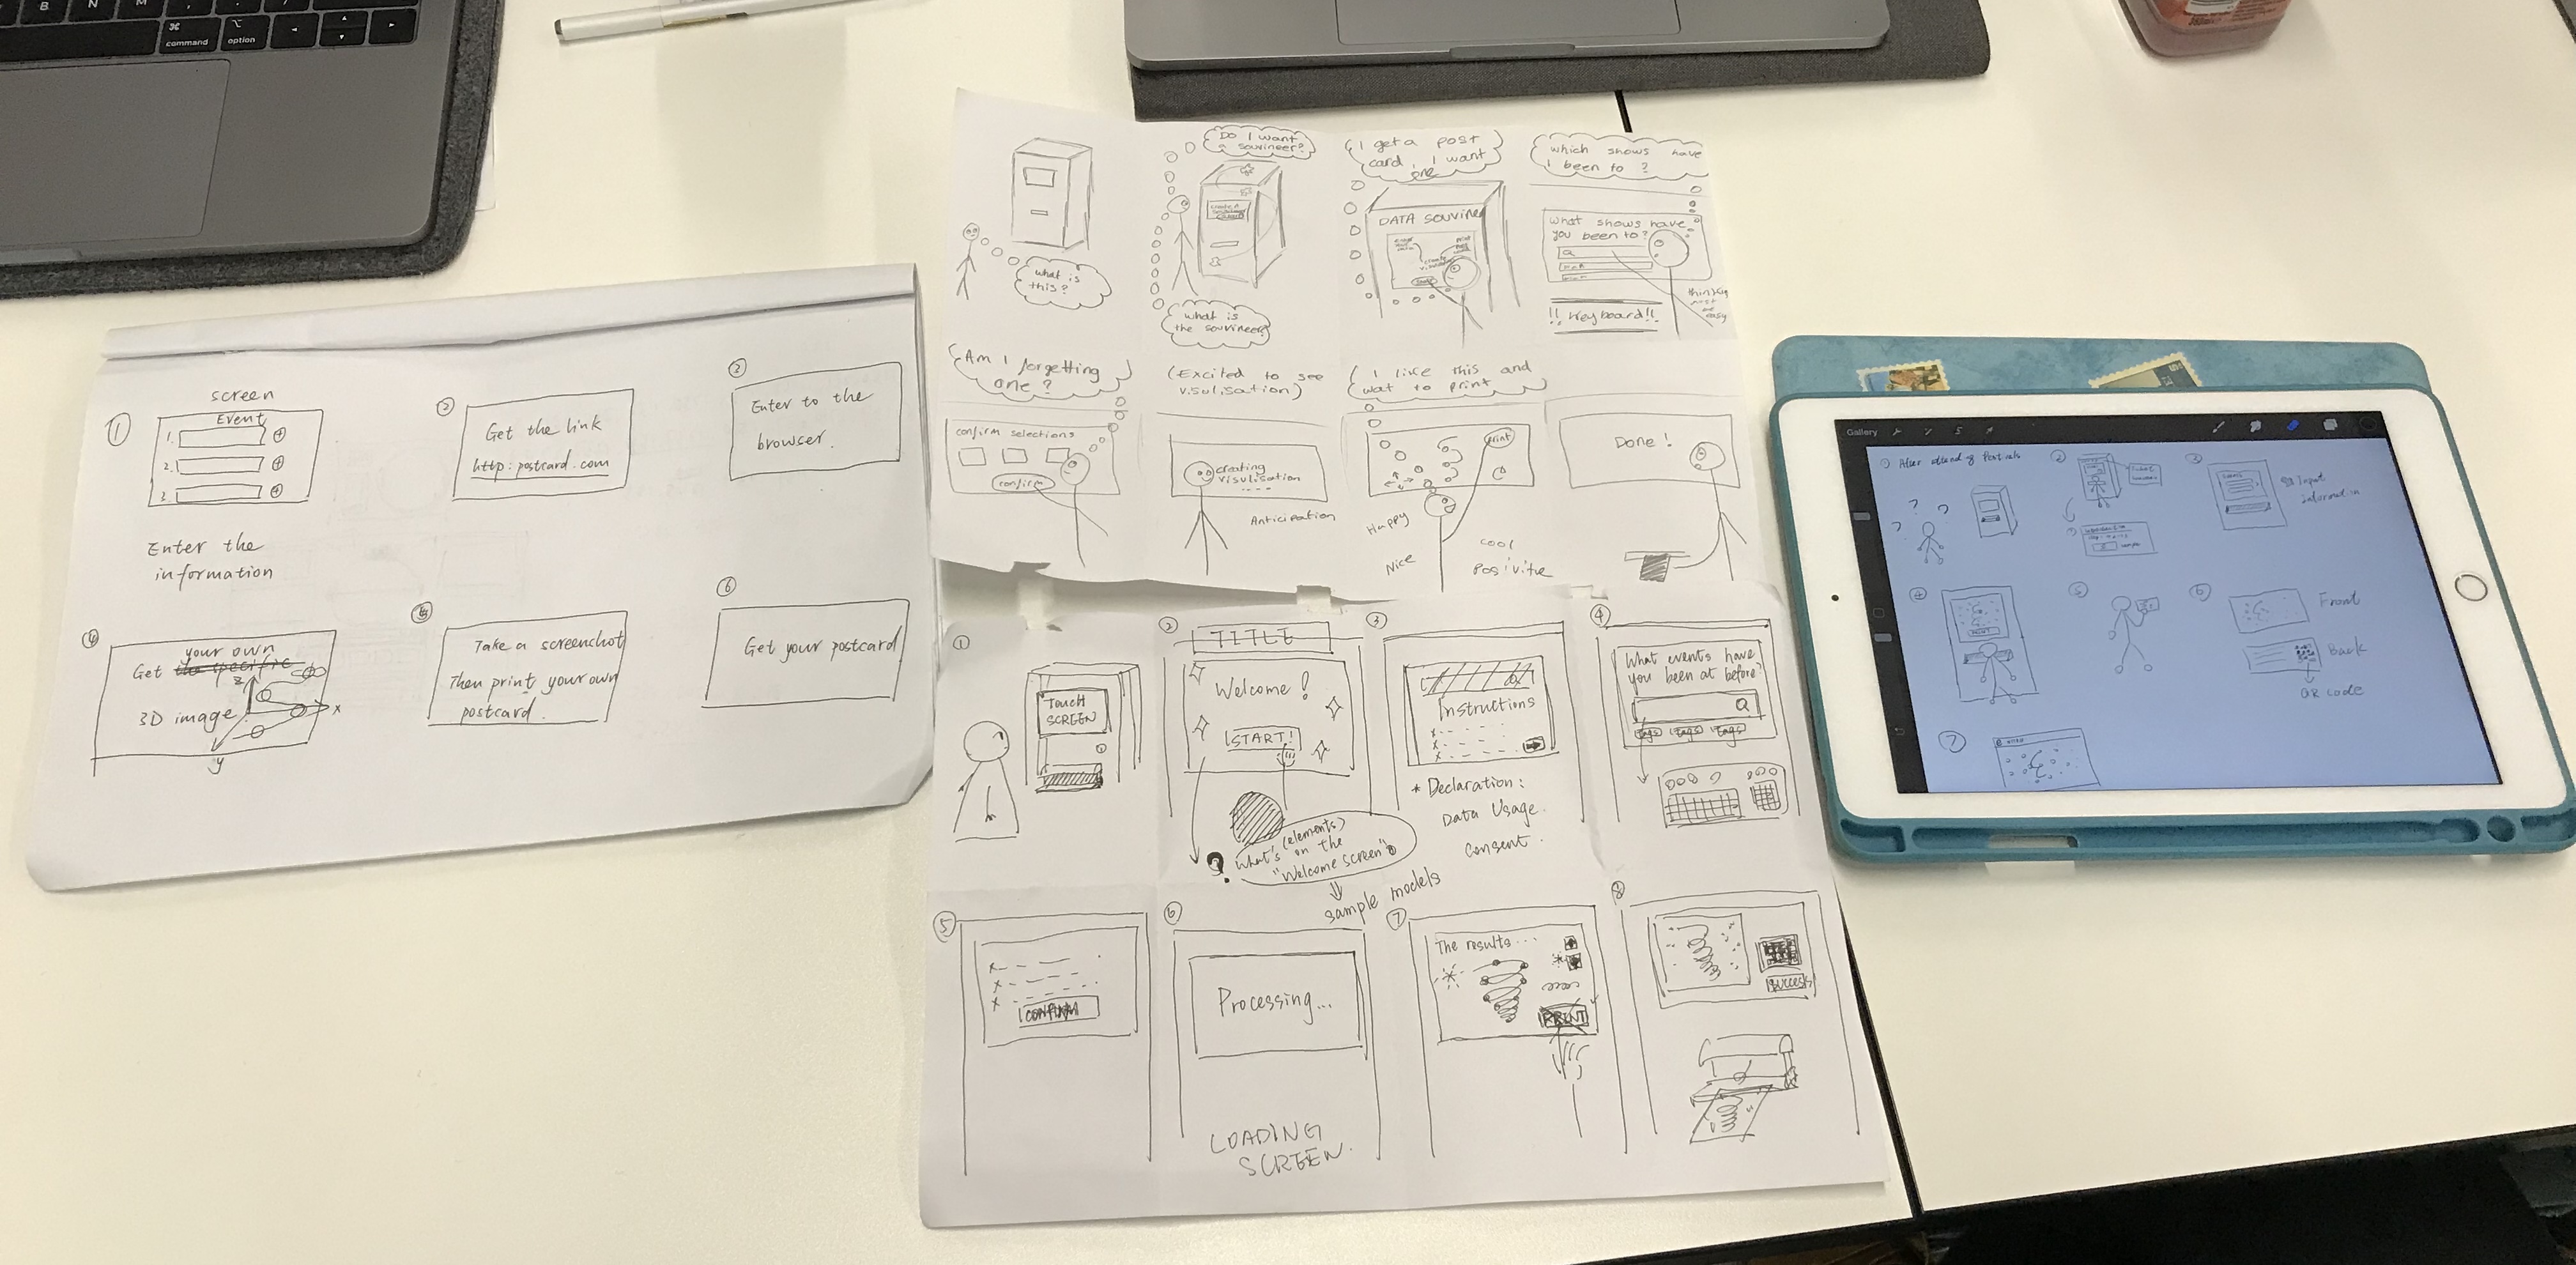 B
N
M
⌘
command
⌥
option
screen
①
Event
1.
2.
3.
Enter the
information
②
Get the link
http:postcard.com
③
Enter to the
browser.
④
your own
Get the specific
3D image
z
x
y
⑤
Take a screenshot
Then print your own
postcard.
⑥
Get your postcard
what is
this?
Do I want
a souvineer?
what is
the souvineer?
I get a post
card, I want
one
DATA SOUVINE
which shows have
I been to ?
What shows have
you been to?
!! Keyboard!!
Am I forgetting
one?
confirm selections
confirm
(Excited to see
visulisation)
creating
visulisation
....
Anticipation
I like this and
wat to print
print
Happy
Nice
cool
Positivite
Done!
①
Touch
SCREEN
②
TITLE
Welcome!
START!
(elements)
What's on the
"Welcome screen"?
sample models
③
Instructions
* Declaration:
Data Usage.
consent.
④
What events have
you been at before?
tags tags tags
⑤
CONFIRM
⑥
Processing...
LOADING
SCREEN.
⑦
The results...
PRINT
⑧
success
Gallery
① After attend of Festivals
②
③
Input
information
④
PRINT
⑤
⑥
Front
Back
QR code
⑦